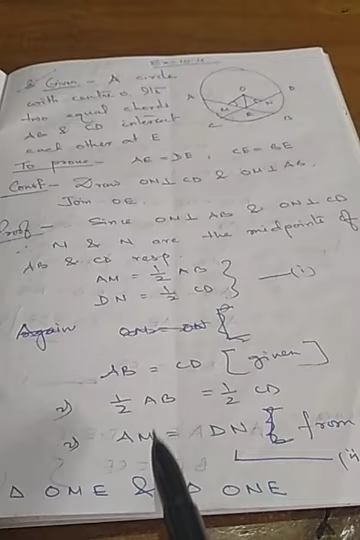 Given - A circle
with centre O. Its
two equal chords
AB & CD intersect
each other at E
A
O
D
M
N
E
C
B
To prove - AE = DE, CE = BE
Const - Draw ON⊥ CD & OM⊥ AB.
Join OE.
Proof - Since OM⊥ AB & ON⊥ CD
∴ N & N are the midpoints of
AB & CD resp.
AM = 1/2 AB
DN = 1/2 CD } —(i)
Again
AB = CD [given]
1/2 AB = 1/2 CD
AM = DN [from
(i)
Δ OME & Δ ONE